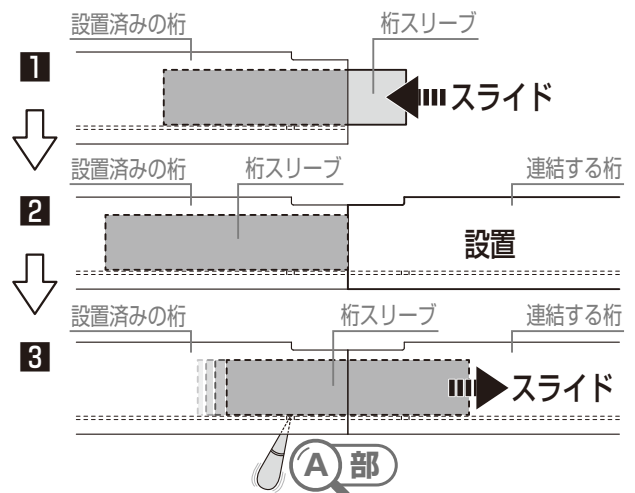 設置済みの桁 桁スリーブ
1
スライド
設置済みの桁 桁スリーブ 連結する桁
2
設置
設置済みの桁 桁スリーブ 連結する桁
3
スライド
A 部